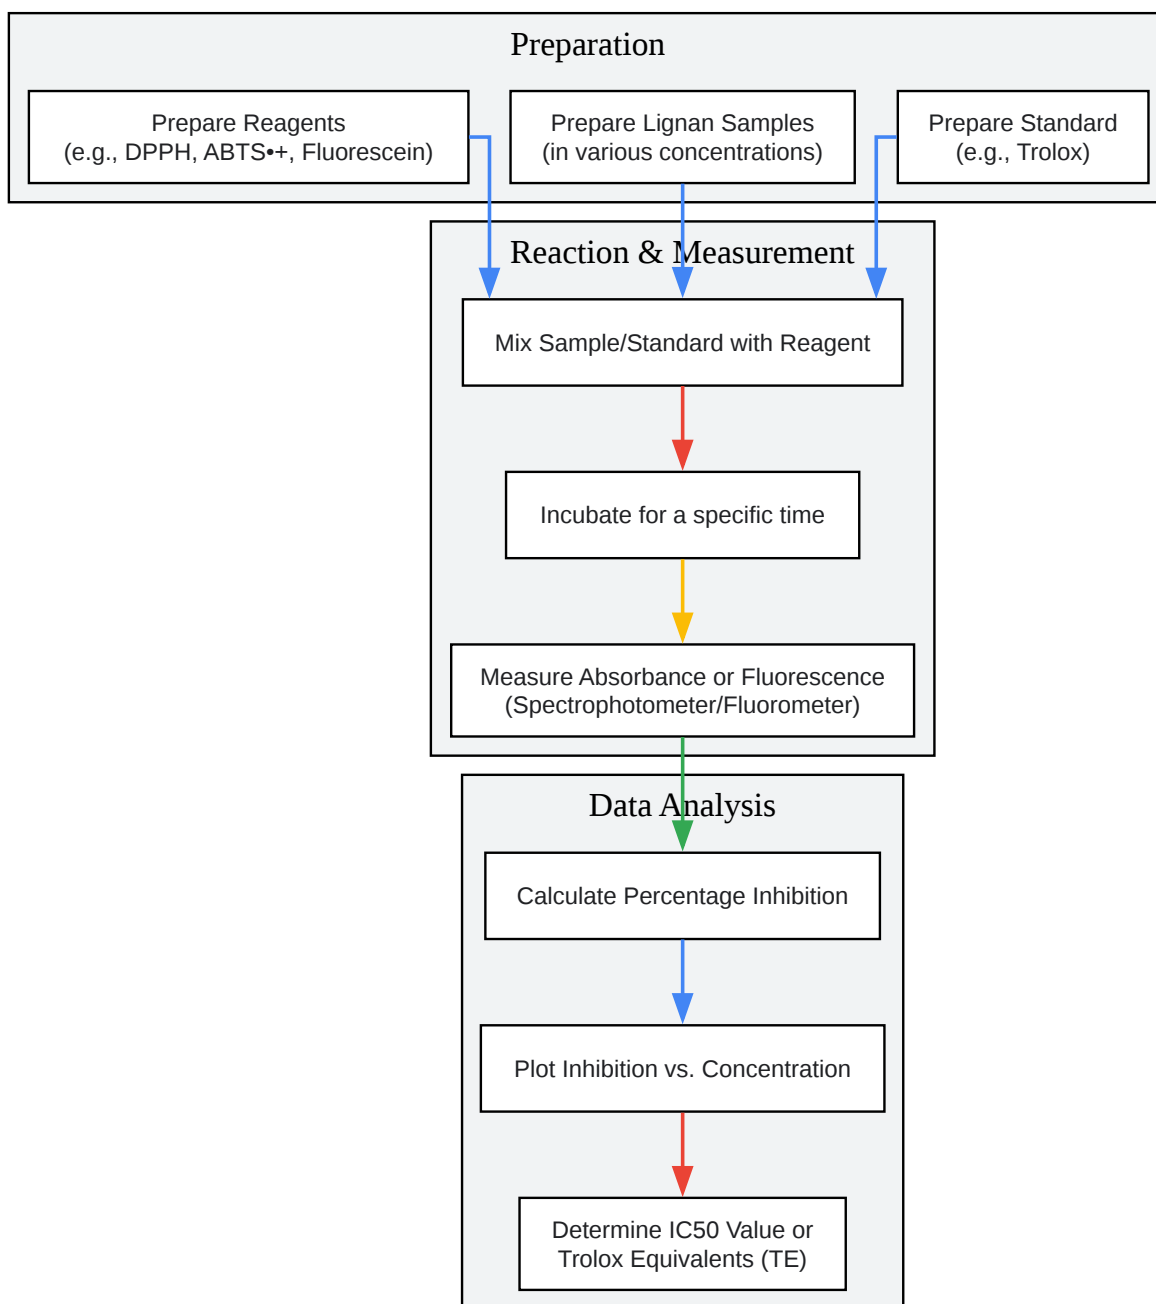 Preparation
Prepare Reagents
(e.g., DPPH, ABTS•+, Fluorescein)
Prepare Lignan Samples
(in various concentrations)
Prepare Standard
(e.g., Trolox)
Reaction & Measurement
Mix Sample/Standard with Reagent
Incubate for a specific time
Measure Absorbance or Fluorescence
(Spectrophotometer/Fluorometer)
Data Analysis
Calculate Percentage Inhibition
Plot Inhibition vs. Concentration
Determine IC50 Value or
Trolox Equivalents (TE)